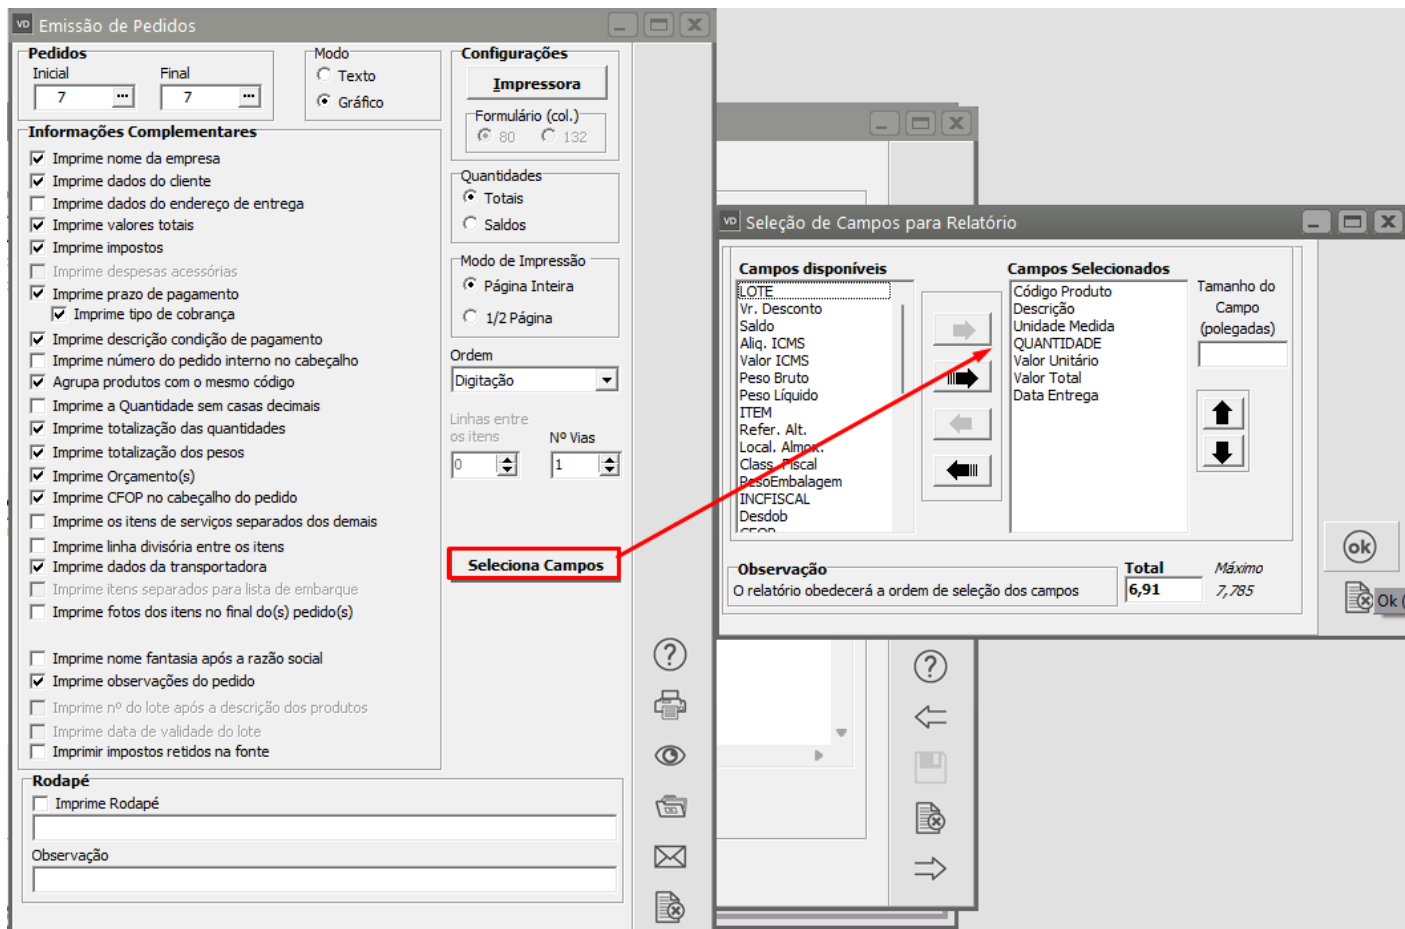 VD Emissão de Pedidos
Pedidos
Inicial
Final
7 ...
7 ...
Modo
Texto
Gráfico
Configurações
Impressora
Formulário (col.)
80
132
Informações Complementares
Imprime nome da empresa
Imprime dados do cliente
Imprime dados do endereço de entrega
Imprime valores totais
Imprime impostos
Imprime despesas acessórias
Imprime prazo de pagamento
Imprime tipo de cobrança
Imprime descrição condição de pagamento
Imprime número do pedido interno no cabeçalho
Agrupa produtos com o mesmo código
Imprime a Quantidade sem casas decimais
Imprime totalização das quantidades
Imprime totalização dos pesos
Imprime Orçamento(s)
Imprime CFOP no cabeçalho do pedido
Imprime os itens de serviços separados dos demais
Imprime linha divisória entre os itens
Imprime dados da transportadora
Imprime itens separados para lista de embarque
Imprime fotos dos itens no final do(s) pedido(s)
Imprime nome fantasia após a razão social
Imprime observações do pedido
Imprime nº do lote após a descrição dos produtos
Imprime data de validade do lote
Imprimir impostos retidos na fonte
Quantidades
Totais
Saldos
Modo de Impressão
Página Inteira
1/2 Página
Ordem
Digitação
Linhas entre
os itens
Nº Vias
0
1
Seleciona Campos
Rodapé
Imprime Rodapé
Observação
VD Seleção de Campos para Relatório
Campos disponíveis
LOTE
Vr. Desconto
Saldo
Aliq. ICMS
Valor ICMS
Peso Bruto
Peso Líquido
ITEM
Refer. Alt.
Local. Almox.
Class. Fiscal
PesoEmbalagem
INCFISCAL
Desdob
CFOP
Campos Selecionados
Código Produto
Descrição
Unidade Medida
QUANTIDADE
Valor Unitário
Valor Total
Data Entrega
Tamanho do
Campo
(polegadas)
Observação
O relatório obedecerá a ordem de seleção dos campos
Total
6,91
Máximo
7,785
ok
Ok (